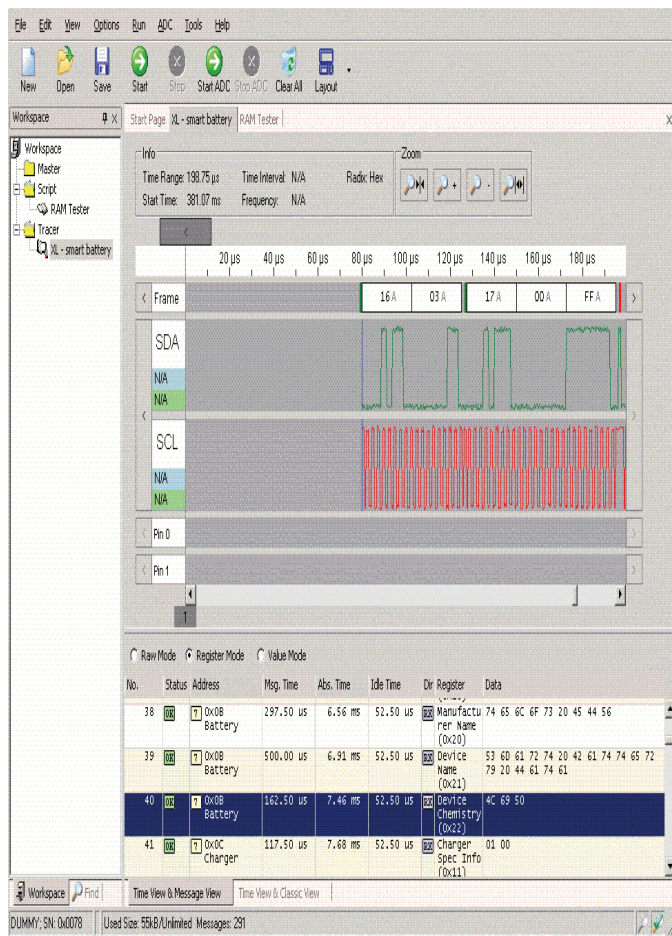 File Edit View Options Run ADC Tools Help
New Open Save Start Stop Start ADC Stop ADC Clear All Layout
Workspace
Start Page XL - smart battery RAM Tester
Workspace
Master
Script
RAM Tester
Tracer
XL - smart battery
Info
Time Range: 198.75 µs Time Interval: N/A Radix: Hex
Start Time: 381.07 ms Frequency: N/A
Zoom
20 µs 40 µs 60 µs 80 µs 100 µs 120 µs 140 µs 160 µs 180 µs
Frame 16 A 03 A 17 A 00 A FF A
SDA
N/A
N/A
SCL
N/A
N/A
Pin 0
Pin 1
1
Raw Mode Register Mode Value Mode
No. Status Address Msg. Time Abs. Time Idle Time Dir Register Data
38 OK ? 0x0B Battery 297.50 us 6.56 ms 52.50 us Manufacturer Name (0x20) 74 65 6C 6F 73 20 45 44 56
39 OK ? 0x0B Battery 500.00 us 6.91 ms 52.50 us Device Name (0x21) 53 6D 61 72 74 20 42 61 74 74 65 72 79 20 44 61 74 61
40 OK ? 0x0B Battery 162.50 us 7.46 ms 52.50 us Device Chemistry (0x22) 4C 69 50
41 OK ? 0x0C Charger 117.50 us 7.68 ms 52.50 us Charger Spec Info (0x11) 01 00
Workspace Find Time View & Message View Time View & Classic View
DUMMY; SN: 0x0078 Used Size: 55kB/Unlimited Messages: 291